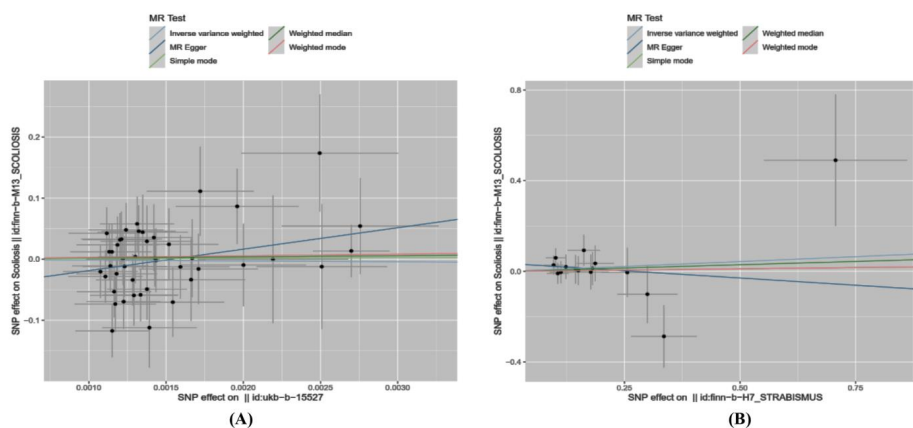 MR Test
Inverse variance weighted
Weighted median
MR Egger
Weighted mode
Simple mode
SNP effect on Scoliosis || id:finn-b-M13_SCOLIOSIS
0.2
0.1
0.0
−0.1
0.0010
0.0015
0.0020
0.0025
0.0030
SNP effect on || id:ukb-b-15527
(A)
MR Test
Inverse variance weighted
Weighted median
MR Egger
Weighted mode
Simple mode
SNP effect on Scoliosis || id:finn-b-M13_SCOLIOSIS
0.8
0.4
0.0
−0.4
0.25
0.50
0.75
SNP effect on || id:finn-b-H7_STRABISMUS
(B)